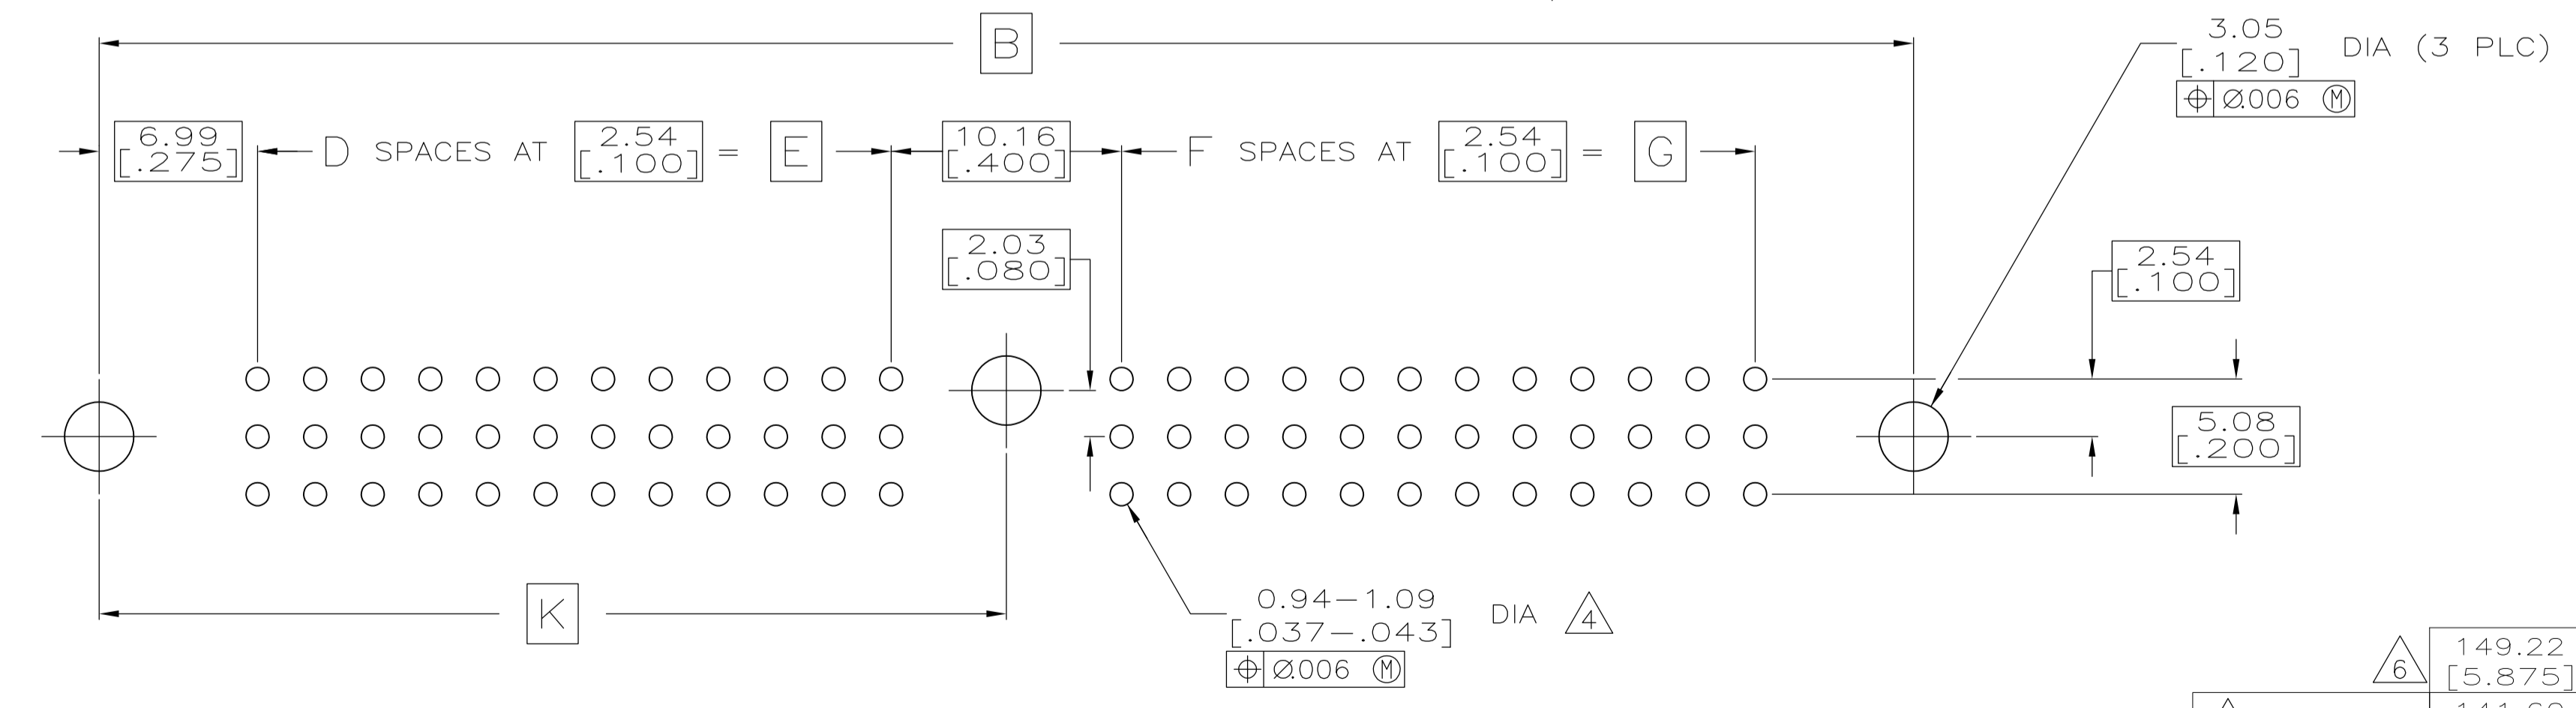 B
3.05
[.120]
DIA (3 PLC)
⌖ Ø.006 Ⓜ
6.99
[.275]
D SPACES AT
2.54
[.100]
=
E
10.16
[.400]
F SPACES AT
2.54
[.100]
=
G
2.03
[.080]
2.54
[.100]
5.08
[.200]
K
0.94-1.09
[.037-.043]
DIA
4
⌖ Ø.006 Ⓜ
6
149.22
[5.875]